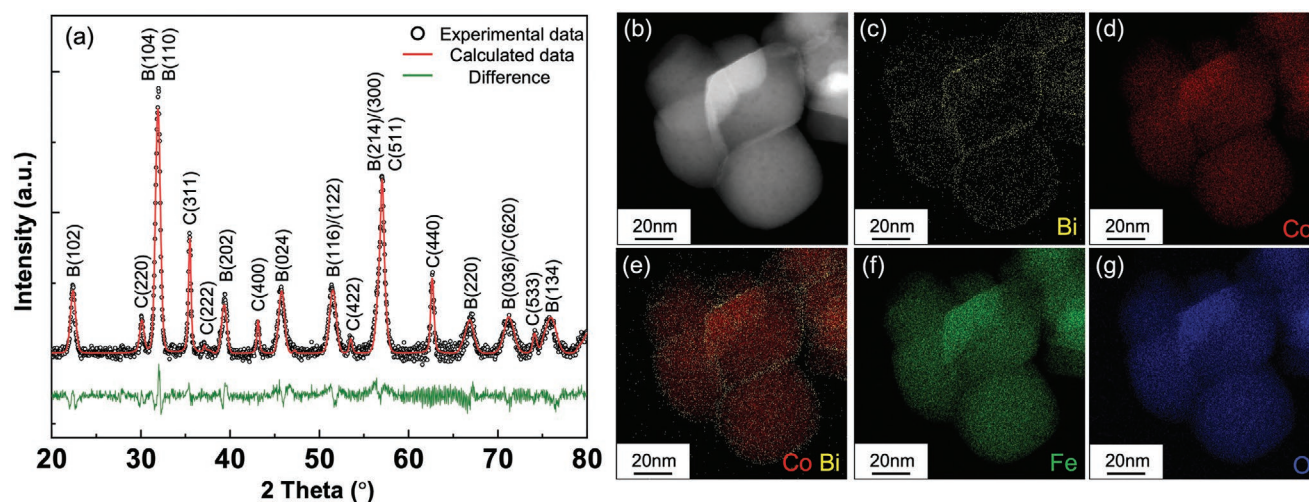 (a)
Experimental data
Calculated data
Difference
B(102)
C(220)
B(104)
B(110)
C(311)
C(222)
B(202)
C(400)
B(024)
B(116)/(122)
C(422)
B(214)/(300)
C(511)
C(440)
B(220)
B(036)/C(620)
C(533)
B(134)
Intensity (a.u.)
20 30 40 50 60 70 80
2 Theta (°)
(b)
20nm
(c)
20nm
Bi
(d)
20nm
Co
(e)
20nm
Co Bi
(f)
20nm
Fe
(g)
20nm
O